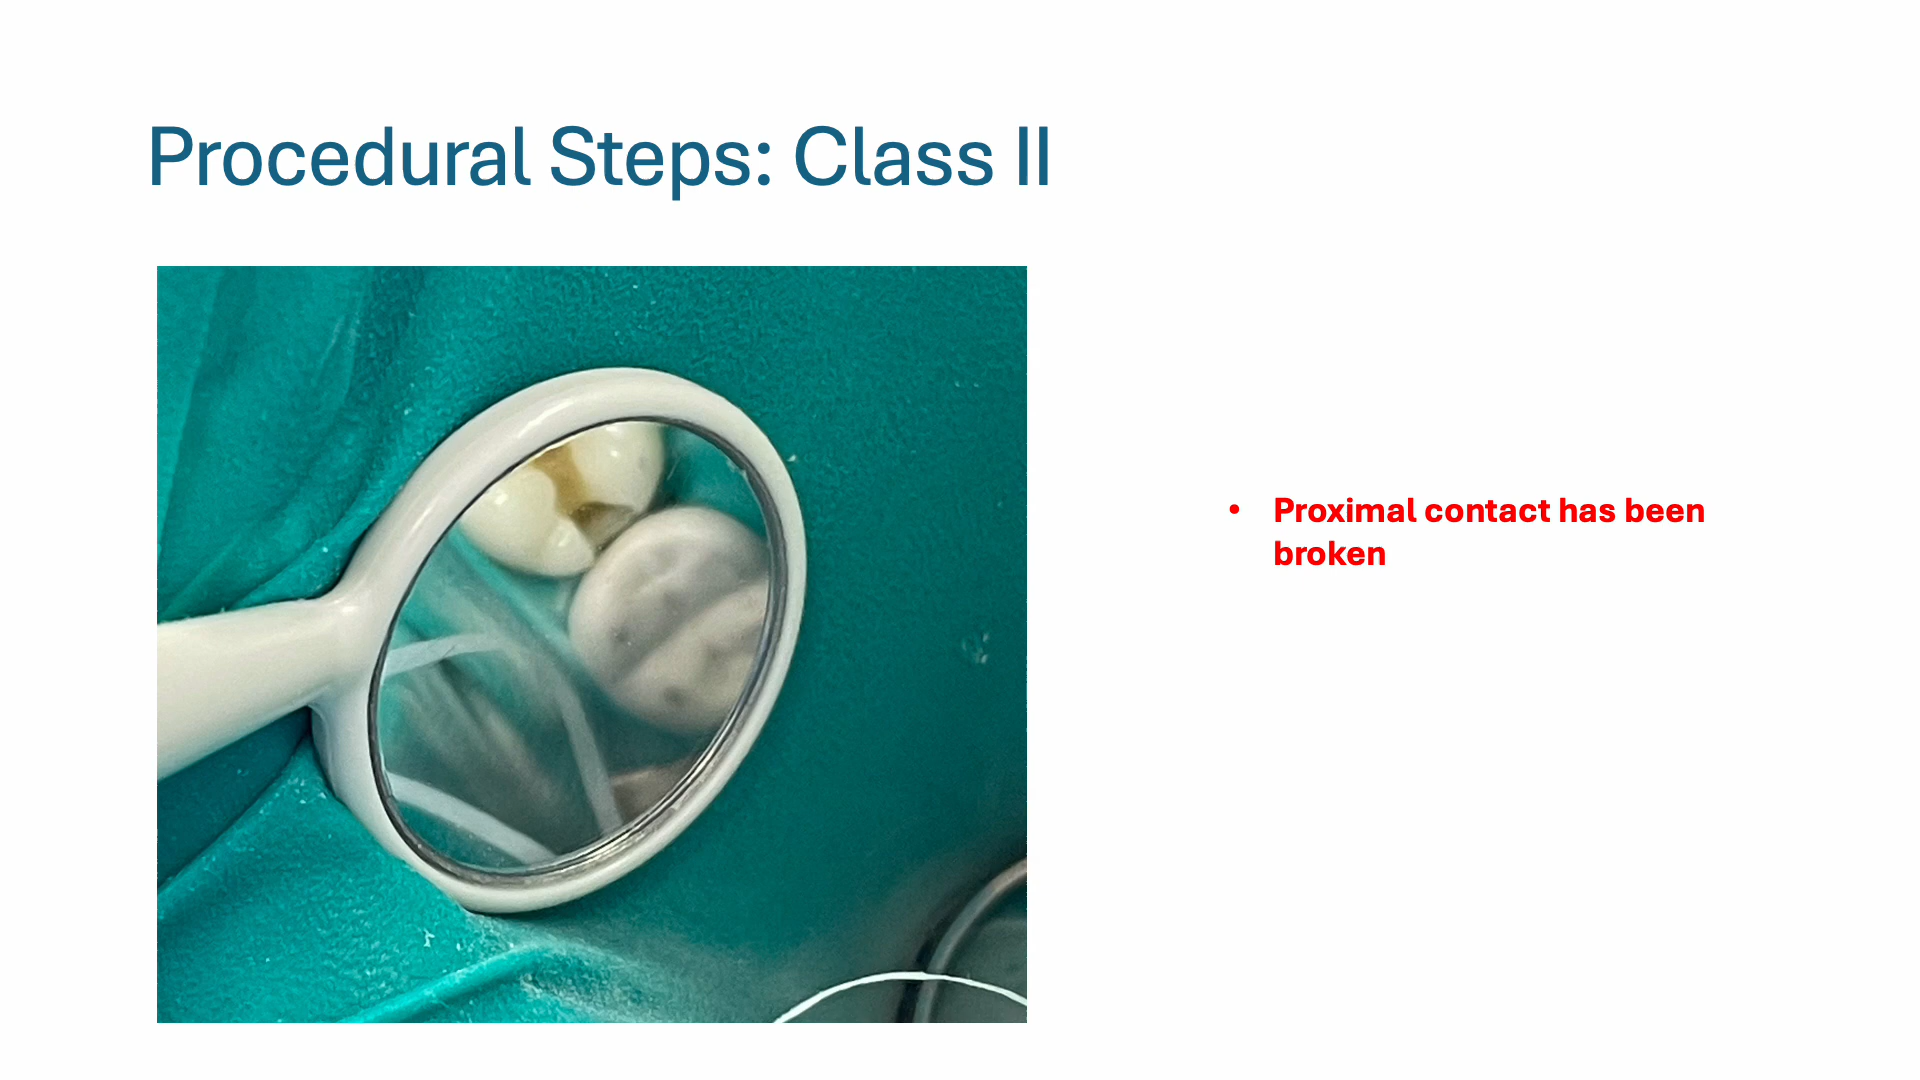 Procedural Steps: Class II
• Proximal contact has been
broken